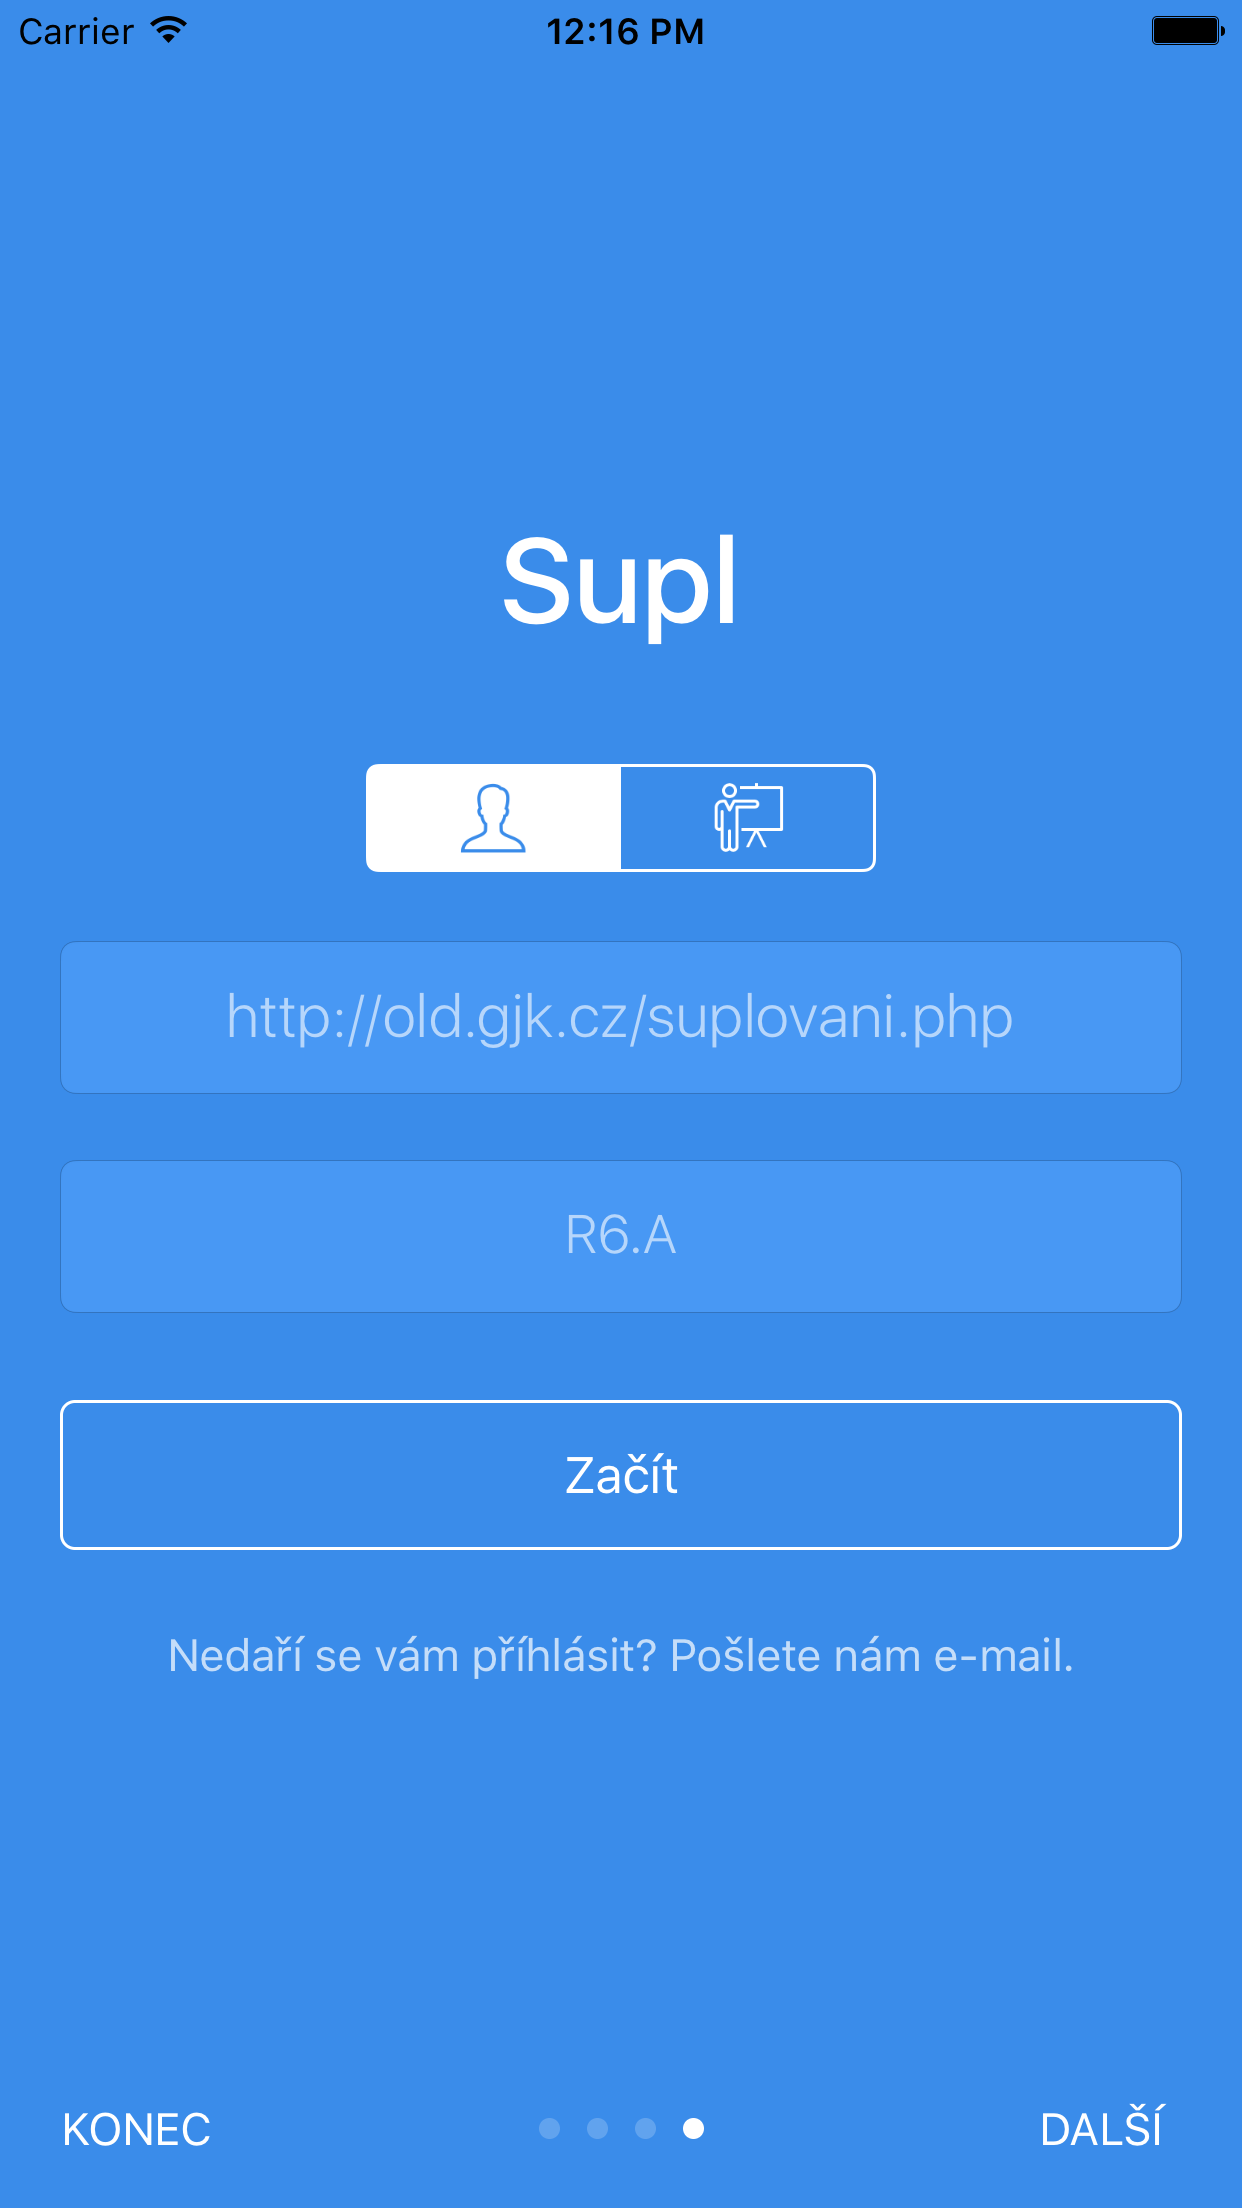 Carrier 12:16 PM
Supl
http://old.gjk.cz/suplovani.php
R6.A
Začít
Nedaří se vám příhlásit? Pošlete nám e-mail.
KONEC DALŠÍ